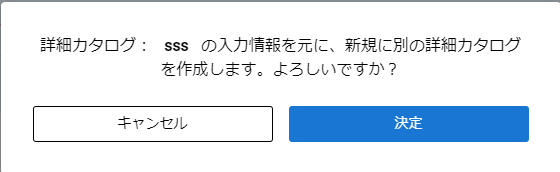 詳細カタログ： sss の入力情報を元に、新規に別の詳細カタログ
を作成します。よろしいですか？
キャンセル 決定